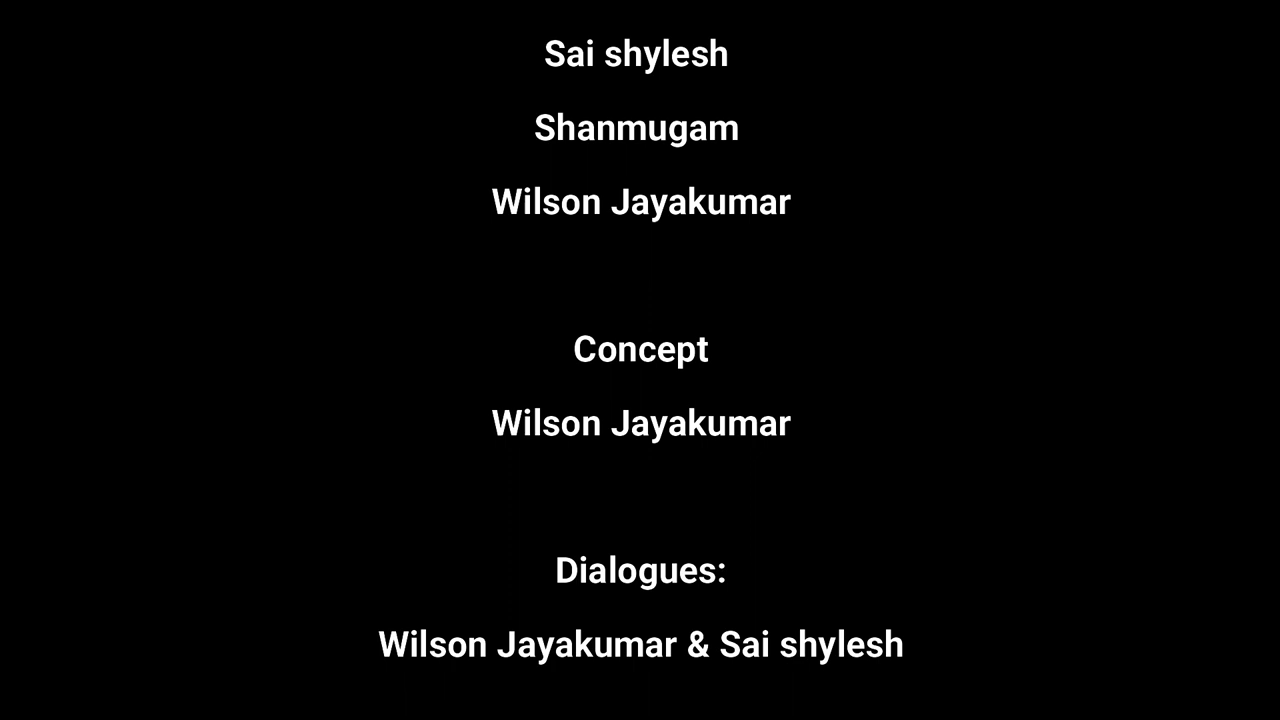 Sai shylesh
Shanmugam
Wilson Jayakumar
Concept
Wilson Jayakumar
Dialogues:
Wilson Jayakumar & Sai shylesh